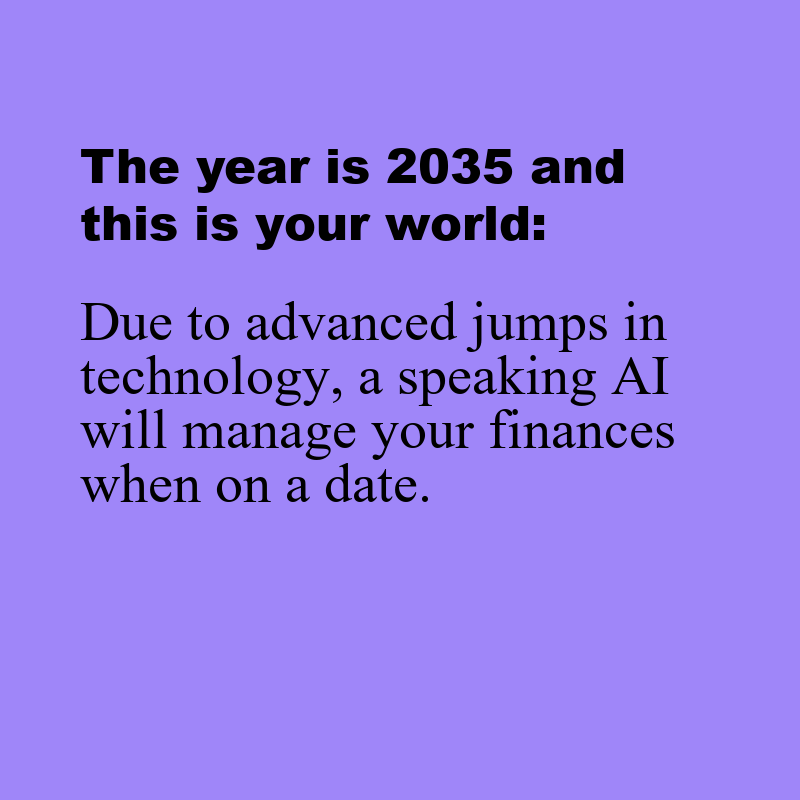 The year is 2035 and
this is your world:
Due to advanced jumps in
technology, a speaking AI
will manage your finances
when on a date.